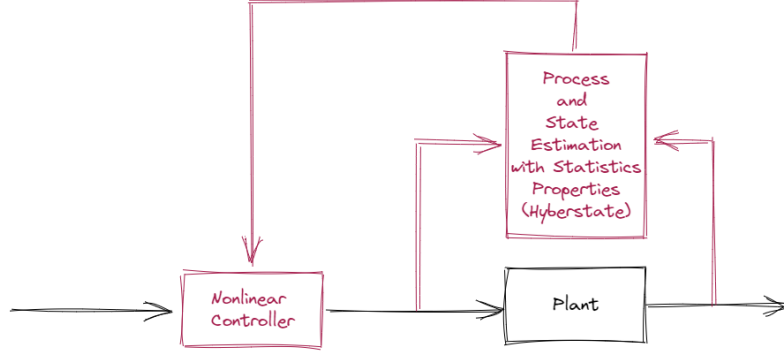 Process
and
State
Estimation
with Statistics
Properties
(Hyberstate)
Nonlinear
Controller
Plant